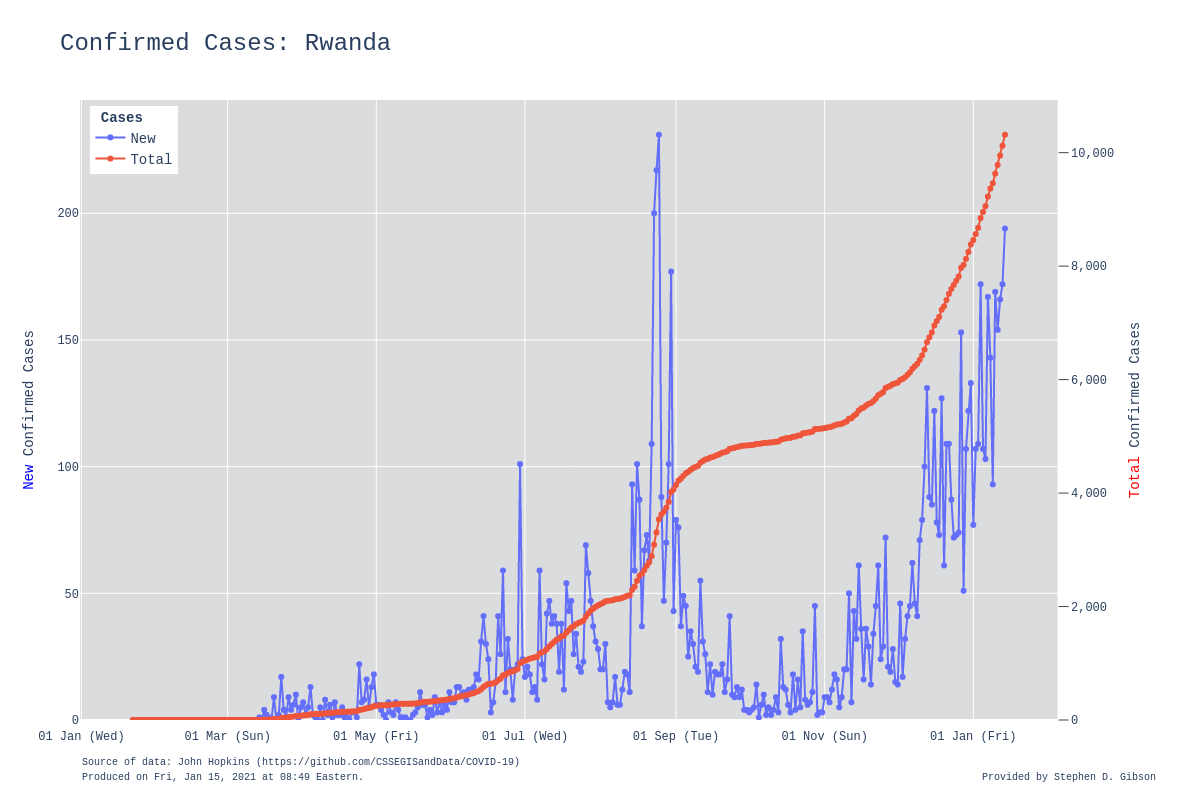 Confirmed Cases: Rwanda
Cases
New
Total
200
150
100
50
0
10,000
8,000
6,000
4,000
2,000
0
New Confirmed Cases
Total Confirmed Cases
01 Jan (Wed)
01 Mar (Sun)
01 May (Fri)
01 Jul (Wed)
01 Sep (Tue)
01 Nov (Sun)
01 Jan (Fri)
Source of data: John Hopkins (https://github.com/CSSEGISandData/COVID-19)
Produced on Fri, Jan 15, 2021 at 08:49 Eastern.
Provided by Stephen D. Gibson